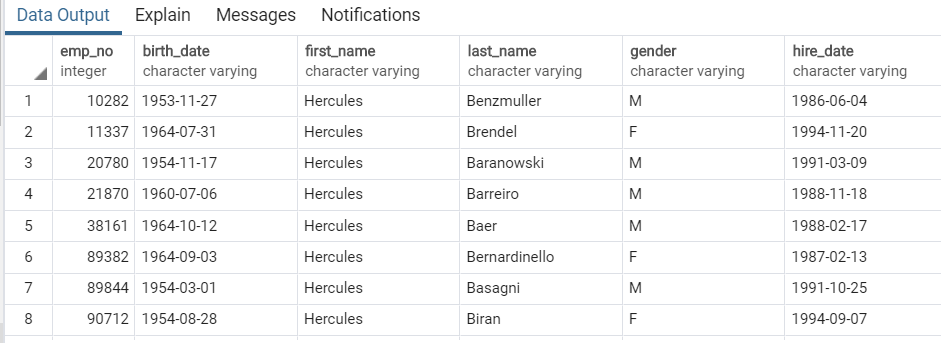 Data Output Explain Messages Notifications
emp_no birth_date first_name last_name gender hire_date
integer character varying character varying character varying character varying character varying
1 10282 1953-11-27 Hercules Benzmuller M 1986-06-04
2 11337 1964-07-31 Hercules Brendel F 1994-11-20
3 20780 1954-11-17 Hercules Baranowski M 1991-03-09
4 21870 1960-07-06 Hercules Barreiro M 1988-11-18
5 38161 1964-10-12 Hercules Baer M 1988-02-17
6 89382 1964-09-03 Hercules Bernardinello F 1987-02-13
7 89844 1954-03-01 Hercules Basagni M 1991-10-25
8 90712 1954-08-28 Hercules Biran F 1994-09-07